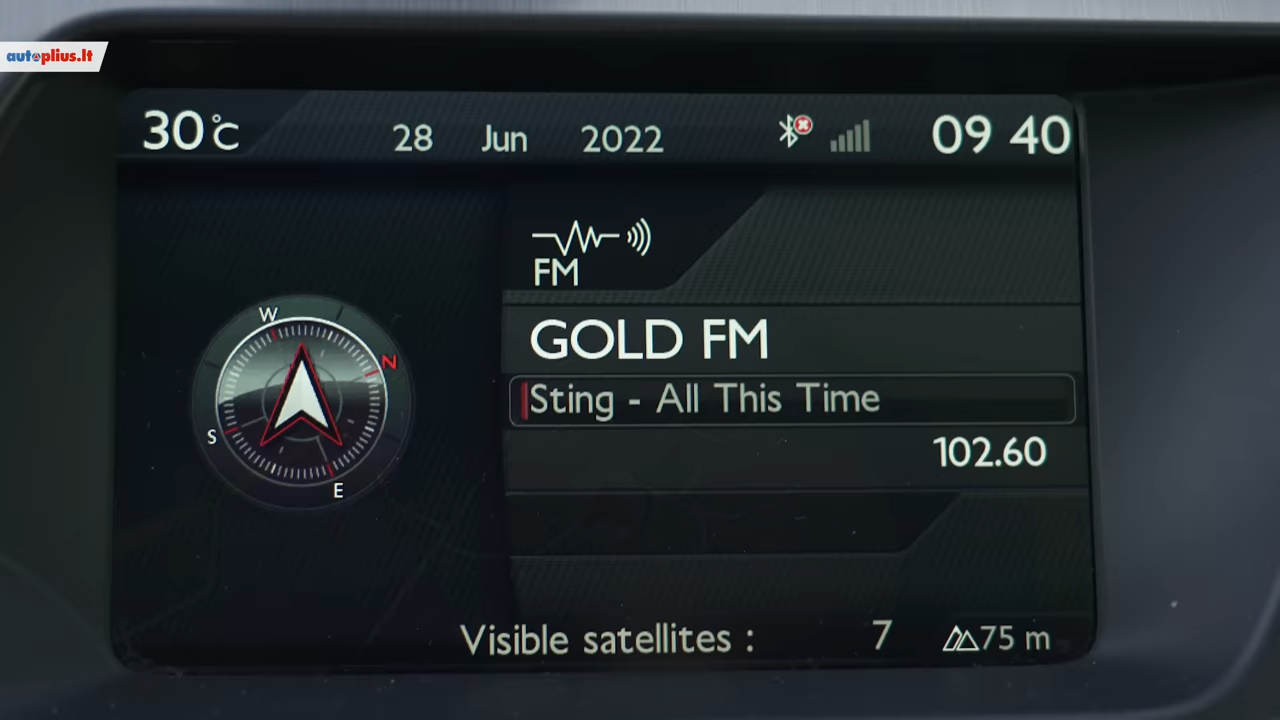 autoplius.lt
30°C 28 Jun 2022 09 40
FM
GOLD FM
Sting - All This Time
102.60
W
N
S
E
Visible satellites : 7 75 m